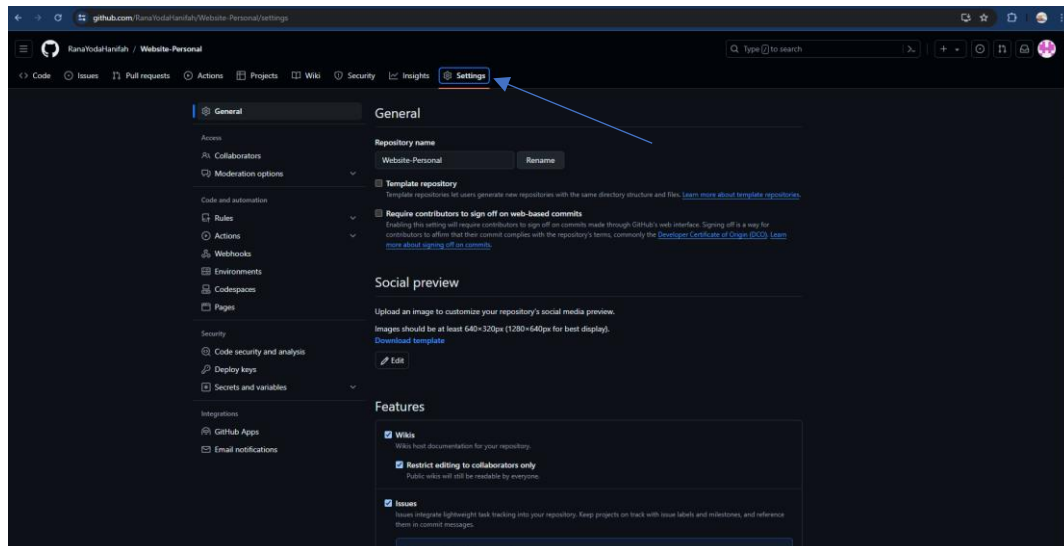 github.com/RanaYodaHanifah/Website-Personal/settings
RanaYodaHanifah / Website-Personal
Type / to search
Code Issues Pull requests Actions Projects Wiki Security Insights Settings
General
Access
Collaborators
Moderation options
Code and automation
Rules
Actions
Webhooks
Environments
Codespaces
Pages
Security
Code security and analysis
Deploy keys
Secrets and variables
Integrations
GitHub Apps
Email notifications
General
Repository name
Website-Personal Rename
Template repository
Template repositories let users generate new repositories with the same directory structure and files. Learn more about template repositories.
Require contributors to sign off on web-based commits
Enabling this setting will require contributors to sign off on commits made through GitHub's web interface. Signing off is a way for
contributors to affirm that their commit complies with the repository's terms, commonly the Developer Certificate of Origin (DCO). Learn
more about signing off on commits.
Social preview
Upload an image to customize your repository's social media preview.
Images should be at least 640×320px (1280×640px for best display).
Download template
Edit
Features
Wikis
Wikis host documentation for your repository.
Restrict editing to collaborators only
Public wikis will still be readable by everyone.
Issues
Issues integrate lightweight task tracking into your repository. Keep projects on track with issue labels and milestones, and reference
them in commit messages.